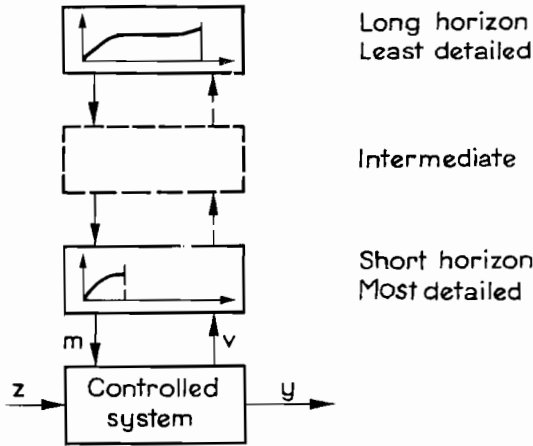 Long horizon
Least detailed
Intermediate
Short horizon
Most detailed
m
v
z
Controlled
system
y